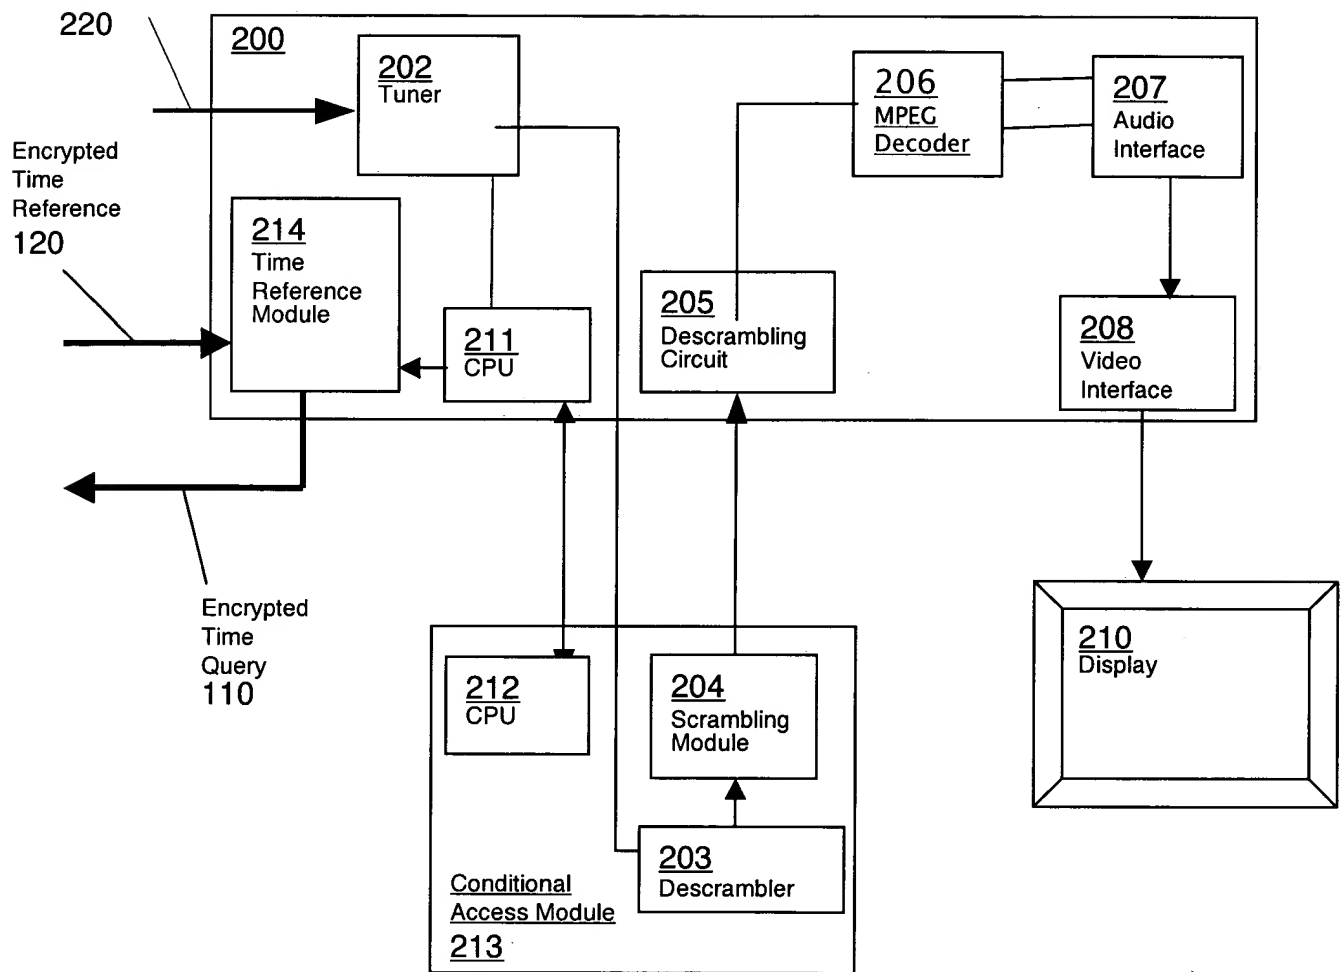 220
200
202
Tuner
206
MPEG
Decoder
207
Audio
Interface
Encrypted
Time
Reference
120
214
Time
Reference
Module
211
CPU
205
Descrambling
Circuit
208
Video
Interface
Encrypted
Time
Query
110
212
CPU
204
Scrambling
Module
210
Display
203
Descrambler
Conditional
Access Module
213